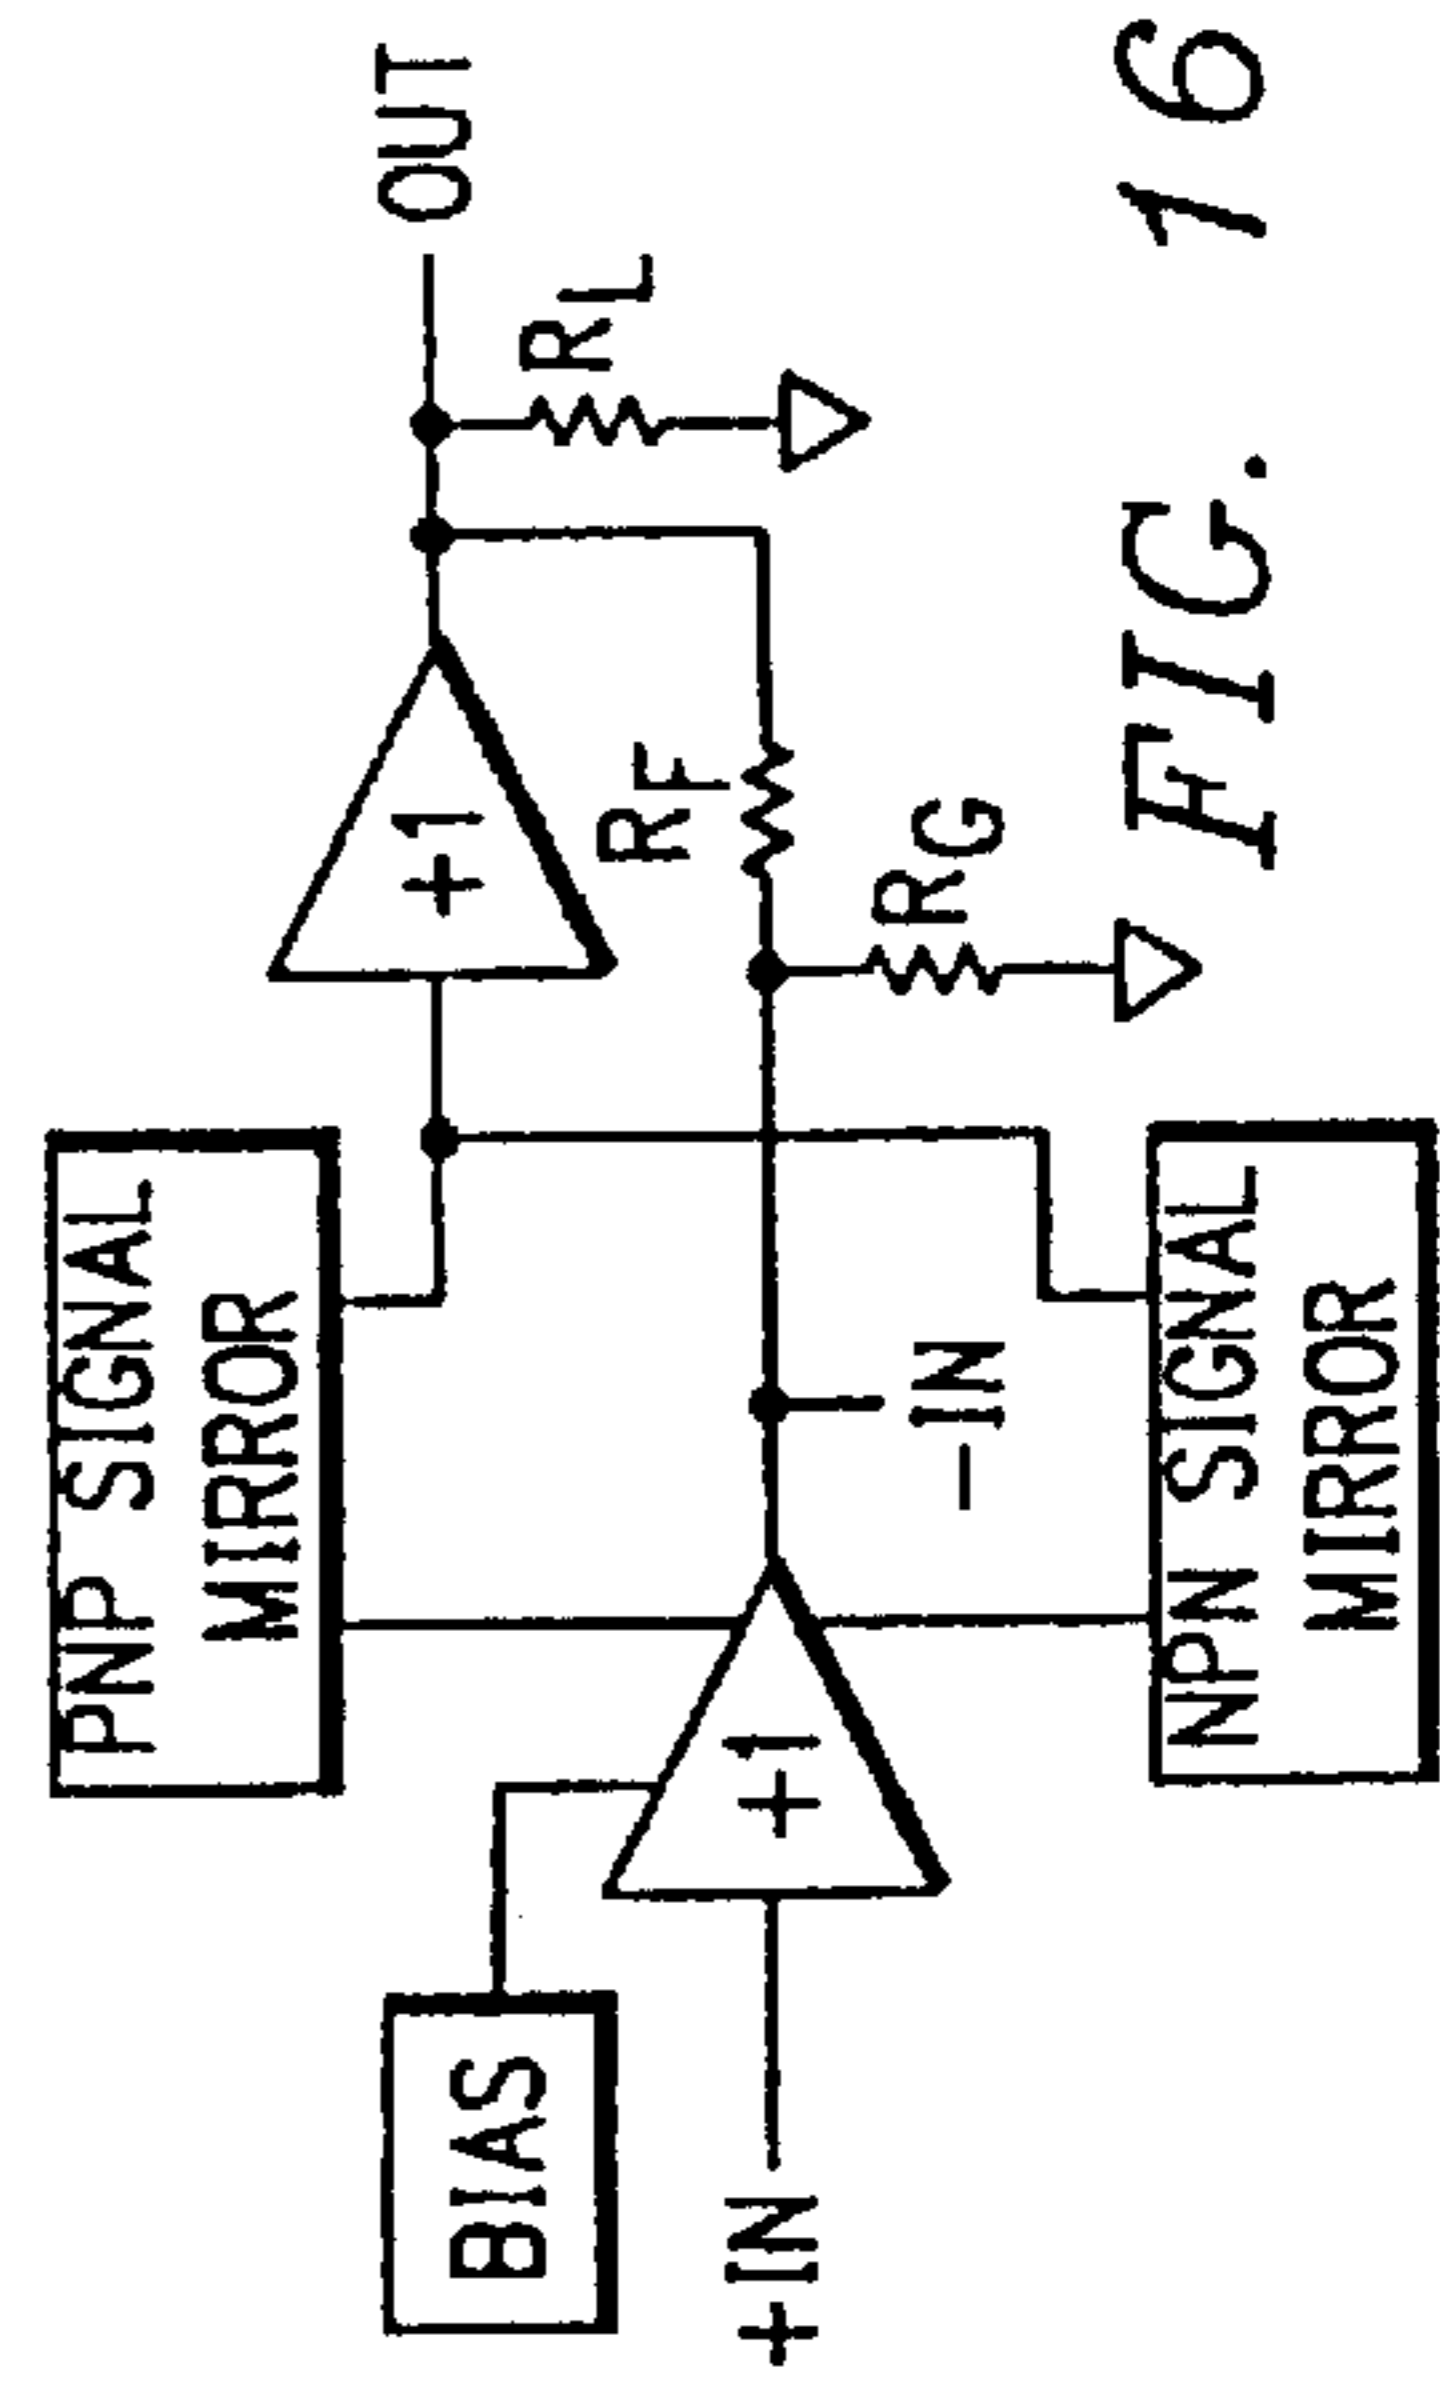 PNP SIGNAL
MIRROR
BIAS
+1
OUT
RL
+IN
+1
RF
-IN
RG
NPN SIGNAL
MIRROR
FIG. 16